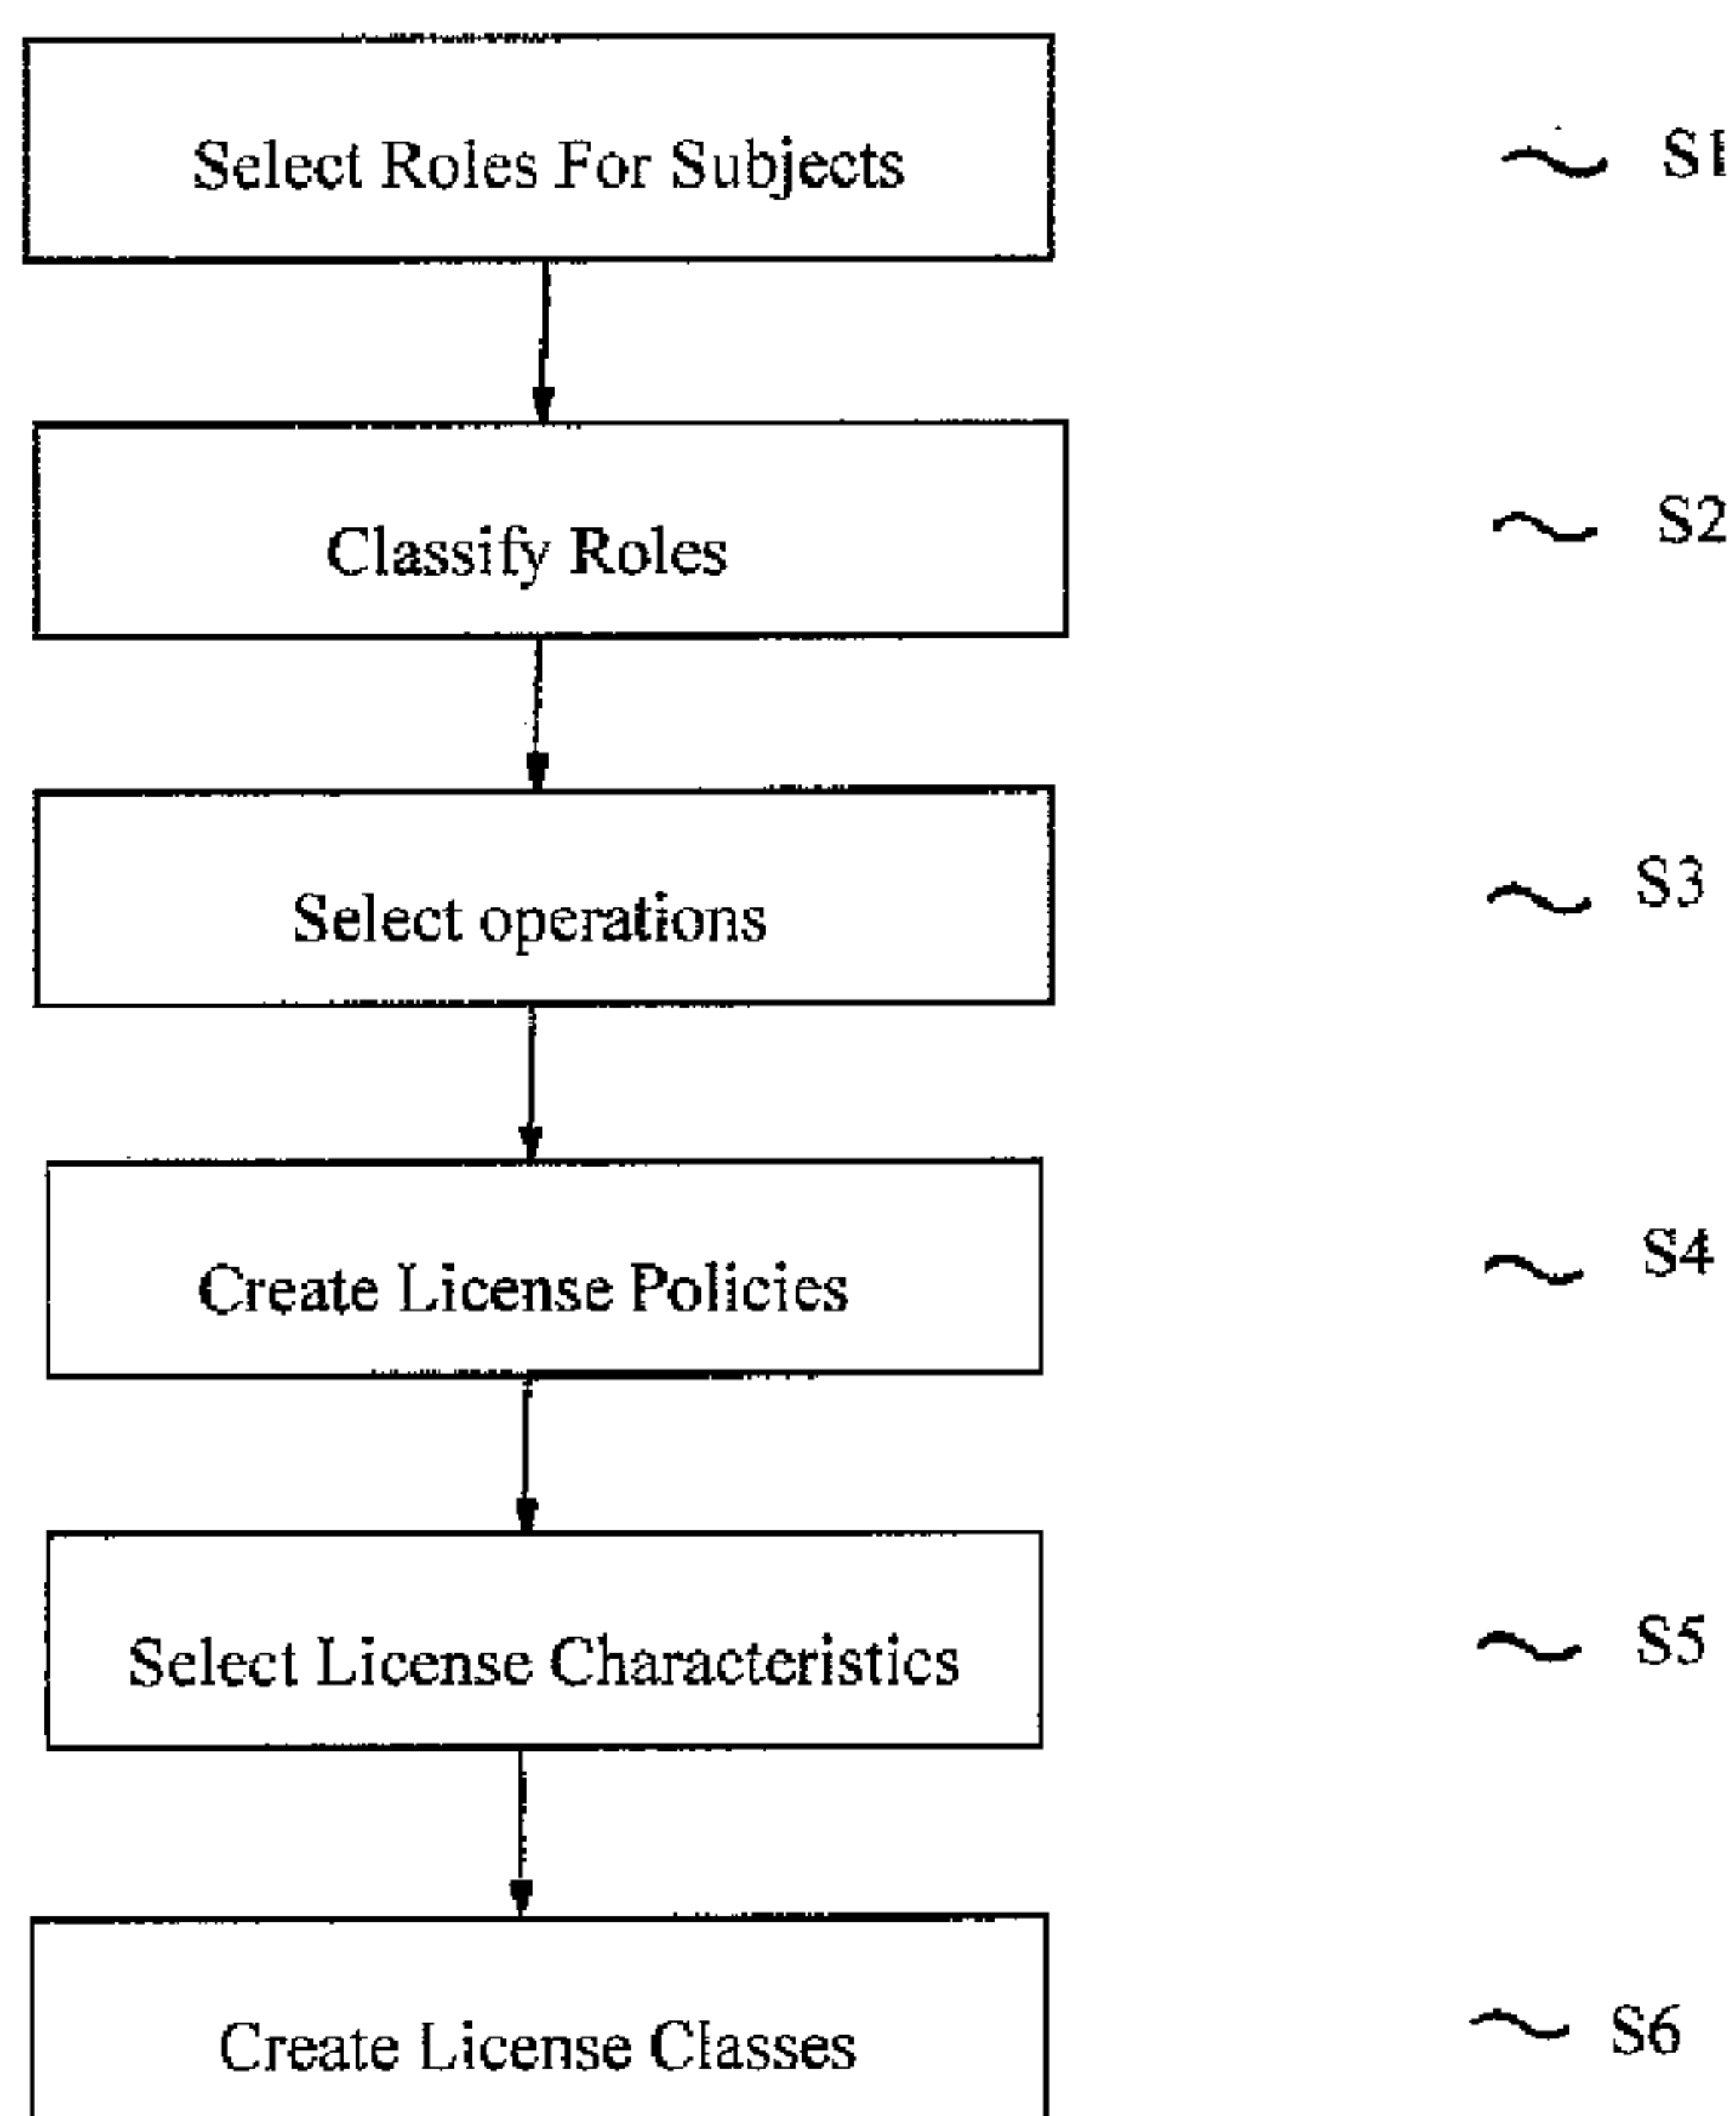 Select Roles For Subjects
S1
Classify Roles
S2
Select operations
S3
Create License Policies
S4
Select License Characteristics
S5
Create License Classes
S6